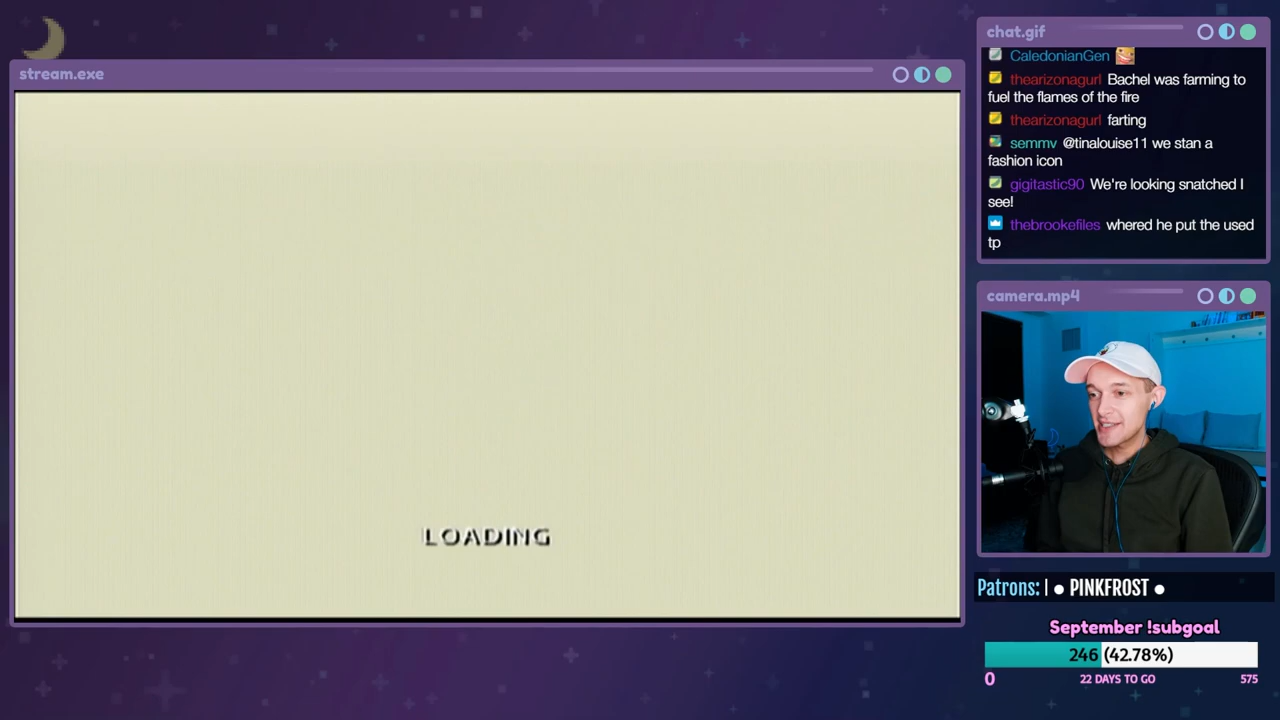 stream.exe
LOADING
chat.gif
CaledonianGen
thearizonagurl Bachel was farming to
fuel the flames of the fire
thearizonagurl farting
semmv @tinalouise11 we stan a
fashion icon
gigitastic90 We're looking snatched I
see!
thebrookefiles whered he put the used
tp
camera.mp4
Patrons: | ● PINKFROST ●
September !subgoal
246 (42.78%)
0 22 DAYS TO GO 575